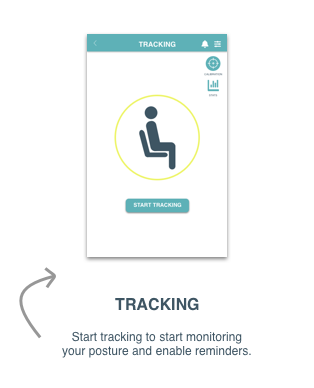 TRACKING
CALIBRATION
STATS
START TRACKING
TRACKING
Start tracking to start monitoring
your posture and enable reminders.